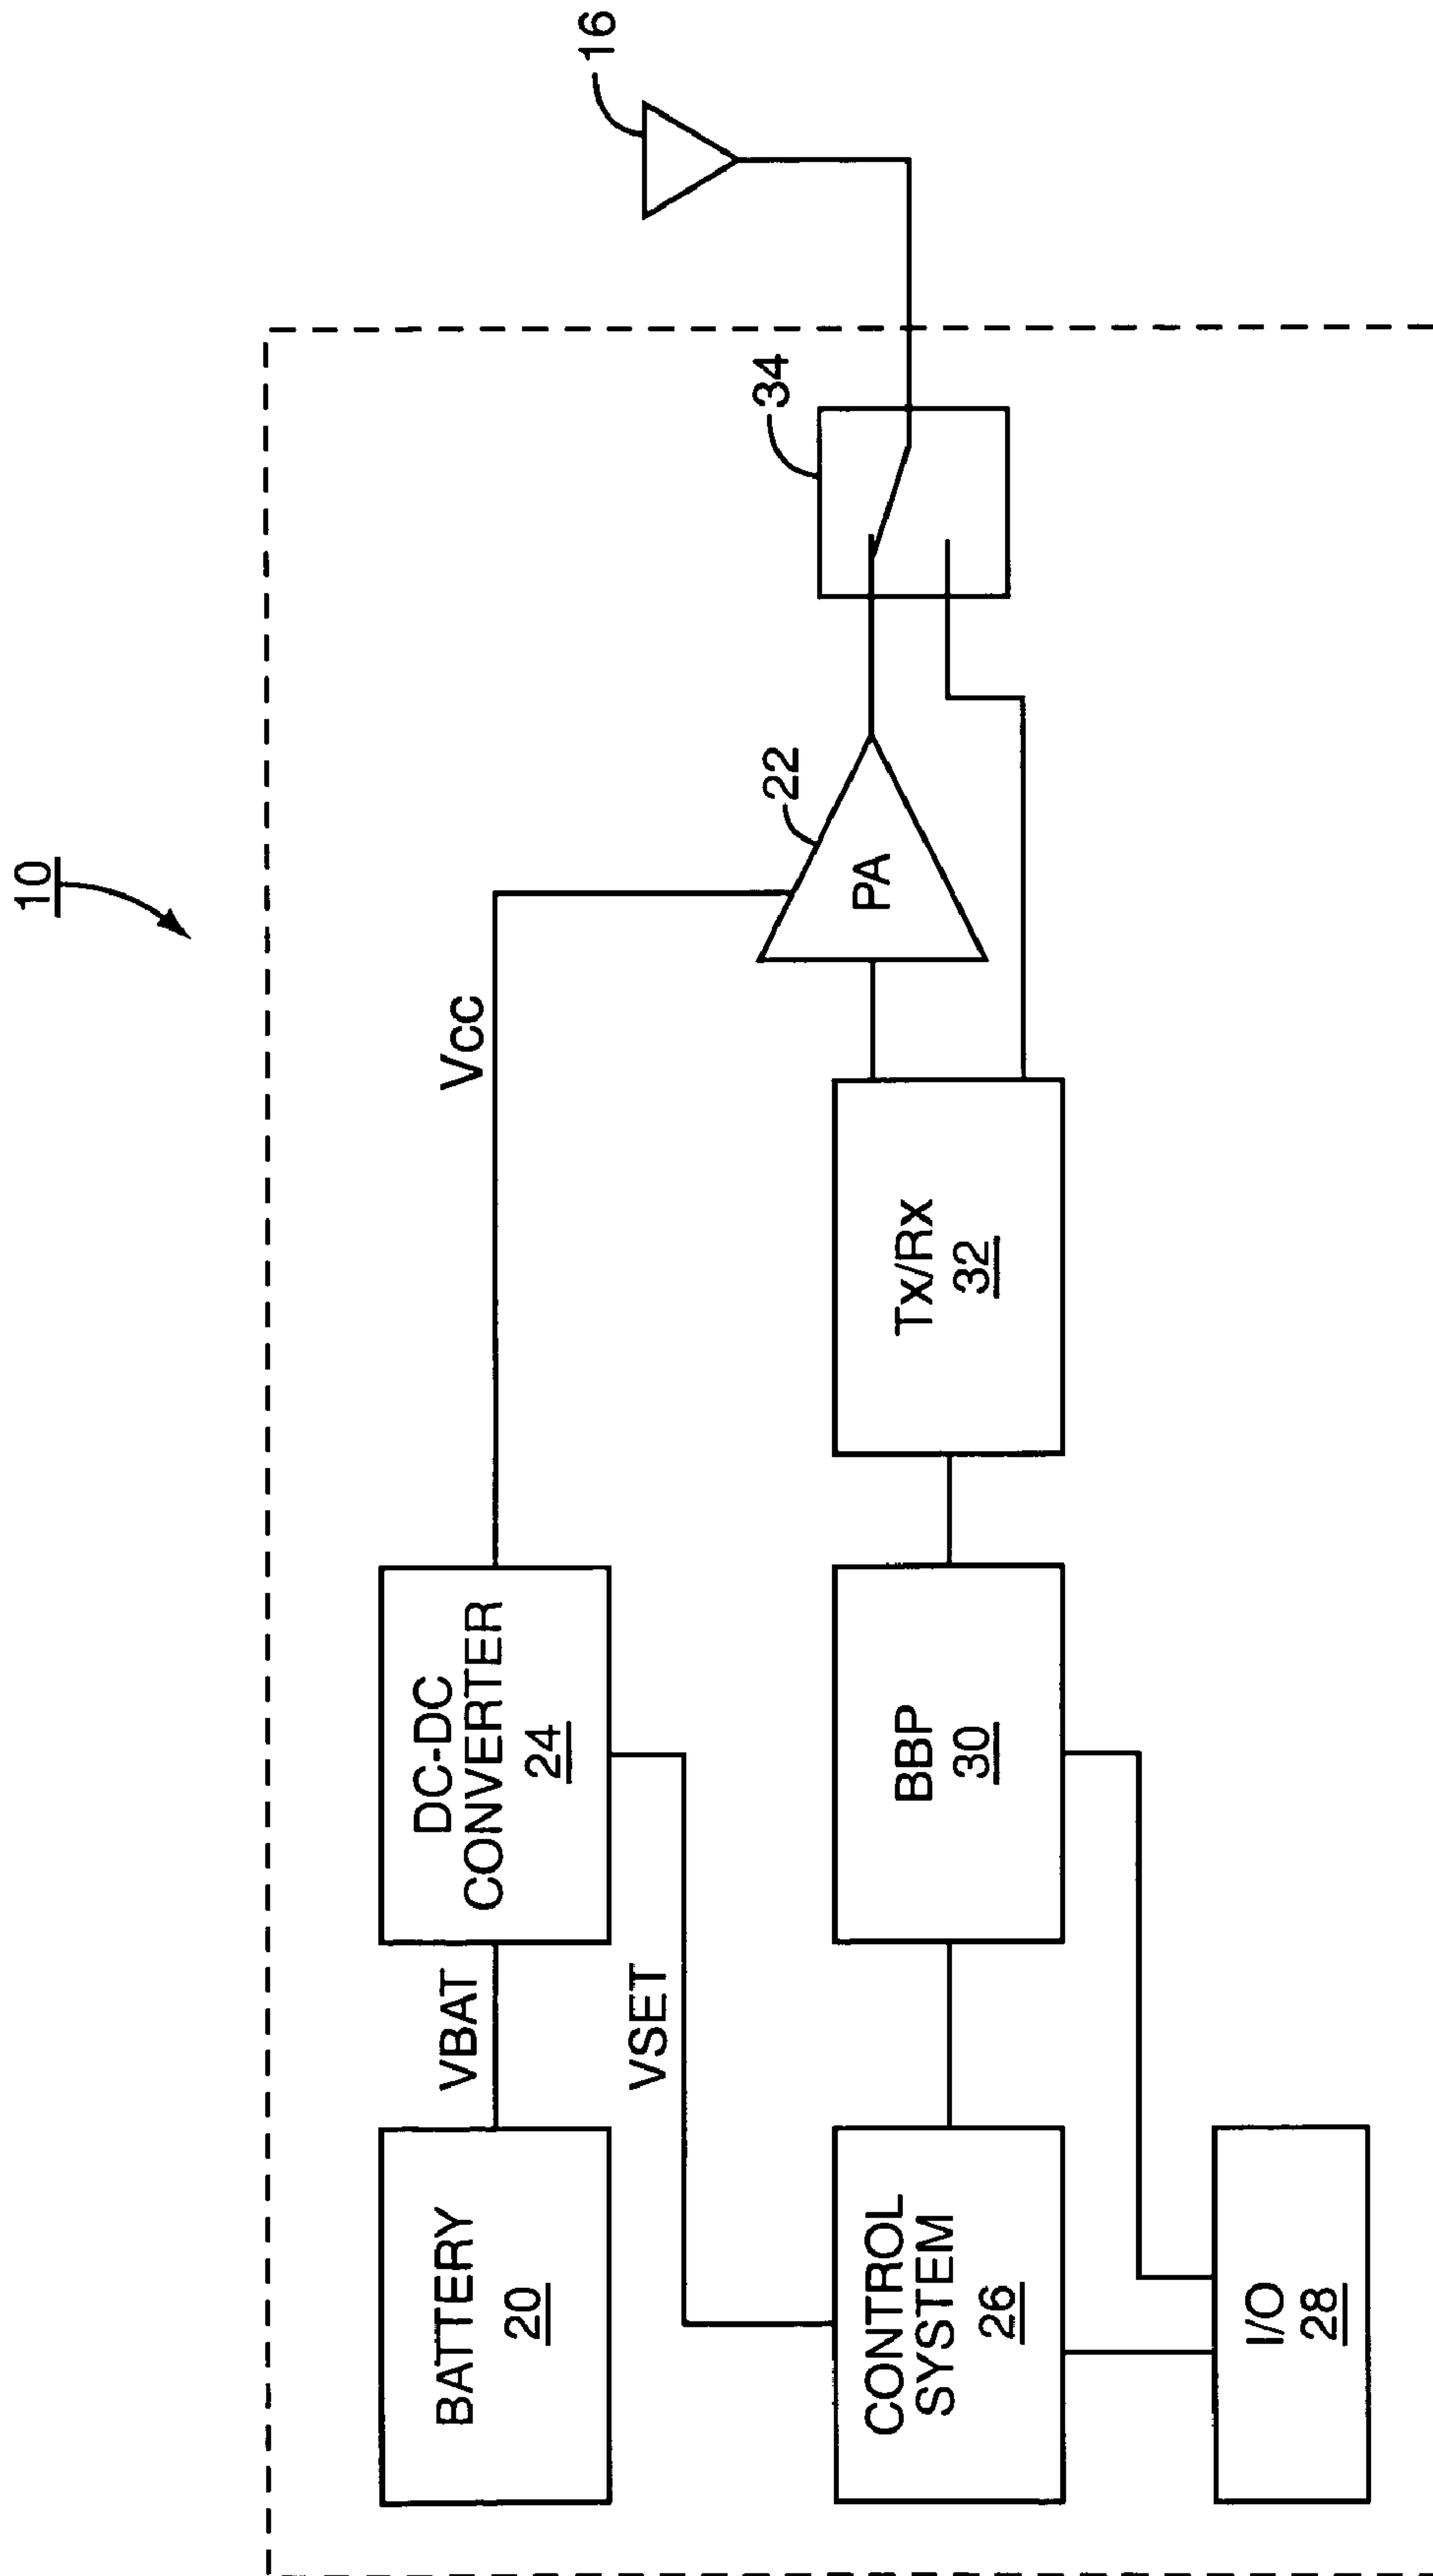 10
16
BATTERY
20
VBAT
DC-DC
CONVERTER
24
Vcc
VSET
22
PA
34
CONTROL
SYSTEM
26
BBP
30
Tx/Rx
32
I/O
28